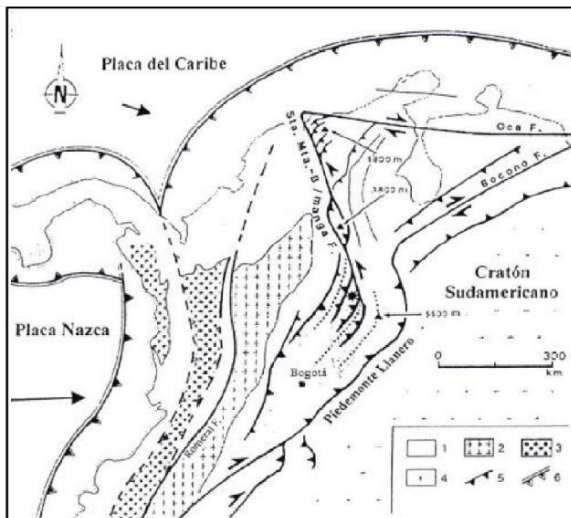 Placa del Caribe
N
Sta. Mta.-B/manga F.
Oca F.
1800 m
3800 m
Bocono F.
Cratón
Sudamericano
Placa Nazca
5600 m
0 300
km
Bogotá
Piedemonte Llanero
Romeral F.
1 2 3
4 5 6